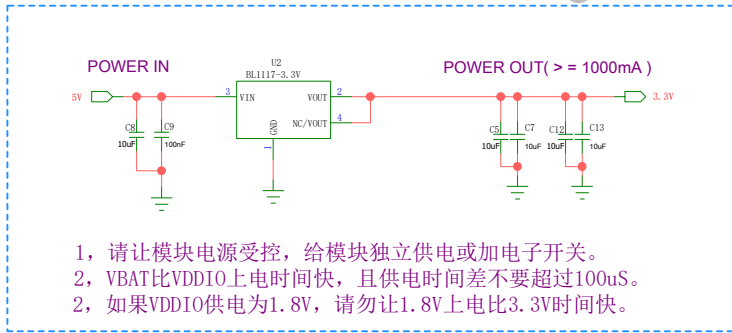 POWER IN
U2
BL1117-3.3V
POWER OUT( > = 1000mA )
5V
3
VIN
VOUT
2
3.3V
NC/VOUT
4
GND
1
C8
10uF
C9
100nF
C5
10uF
C7
10uF
C12
10uF
C13
10uF
1, 请让模块电源受控, 给模块独立供电或加电子开关。
2, VBAT比VDDIO上电时间快, 且供电时间差不要超过100uS。
2, 如果VDDIO供电为1.8V, 请勿让1.8V上电比3.3V时间快。